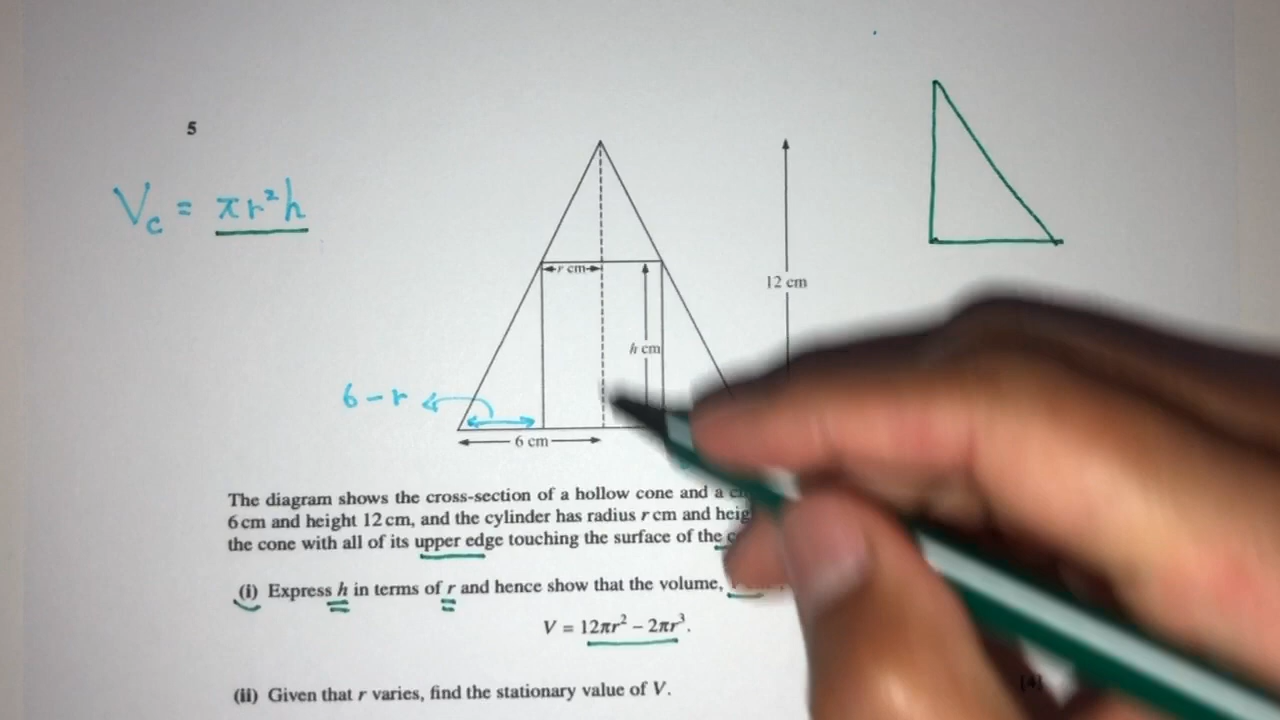 5
V_c = πr²h
r cm
12 cm
h cm
6 - r
6 cm
The diagram shows the cross-section of a hollow cone and a
6 cm and height 12 cm, and the cylinder has radius r cm and
the cone with all of its upper edge touching the surface of the
(i) Express h in terms of r and hence show that the volume,
V = 12πr² − 2πr³.
[4]
(ii) Given that r varies, find the stationary value of V.